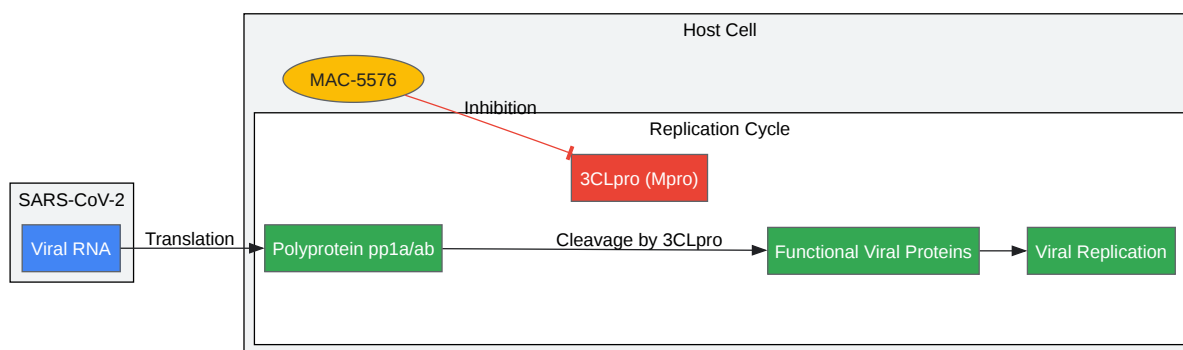 Host Cell
MAC-5576
Inhibition
Replication Cycle
3CLpro (Mpro)
SARS-CoV-2
Viral RNA
Translation
Polyprotein pp1a/ab
Cleavage by 3CLpro
Functional Viral Proteins
Viral Replication